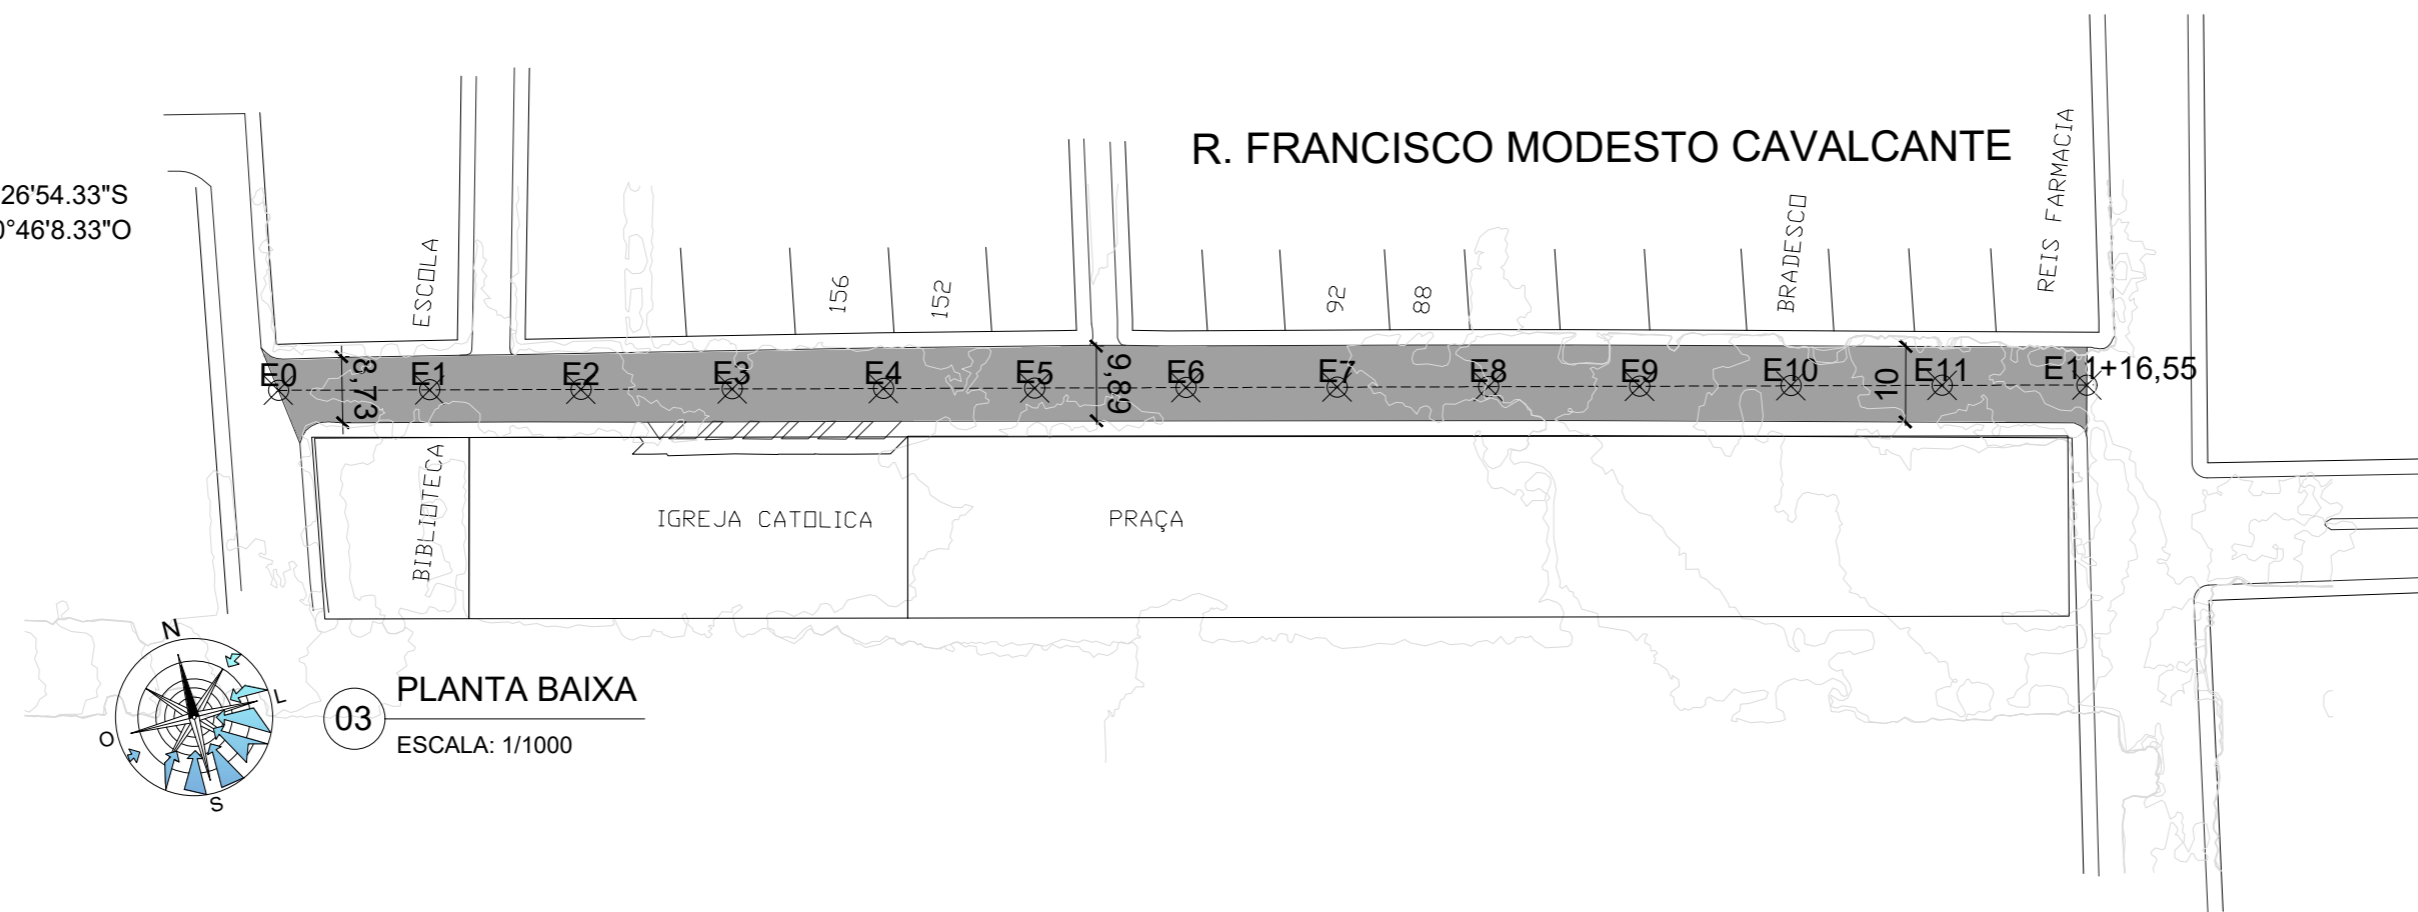 R. FRANCISCO MODESTO CAVALCANTE
26'54.33"S
0°46'8.33"O
ESCOLA
156
152
92
88
BRADESCO
REIS FARMACIA
E0
8,73
E1
E2
E3
E4
E5
9,89
E6
E7
E8
E9
E10
10
E11
E11+16,55
BIBLIOTECA
IGREJA CATOLICA
PRAÇA
N
L
O
S
03
PLANTA BAIXA
ESCALA: 1/1000